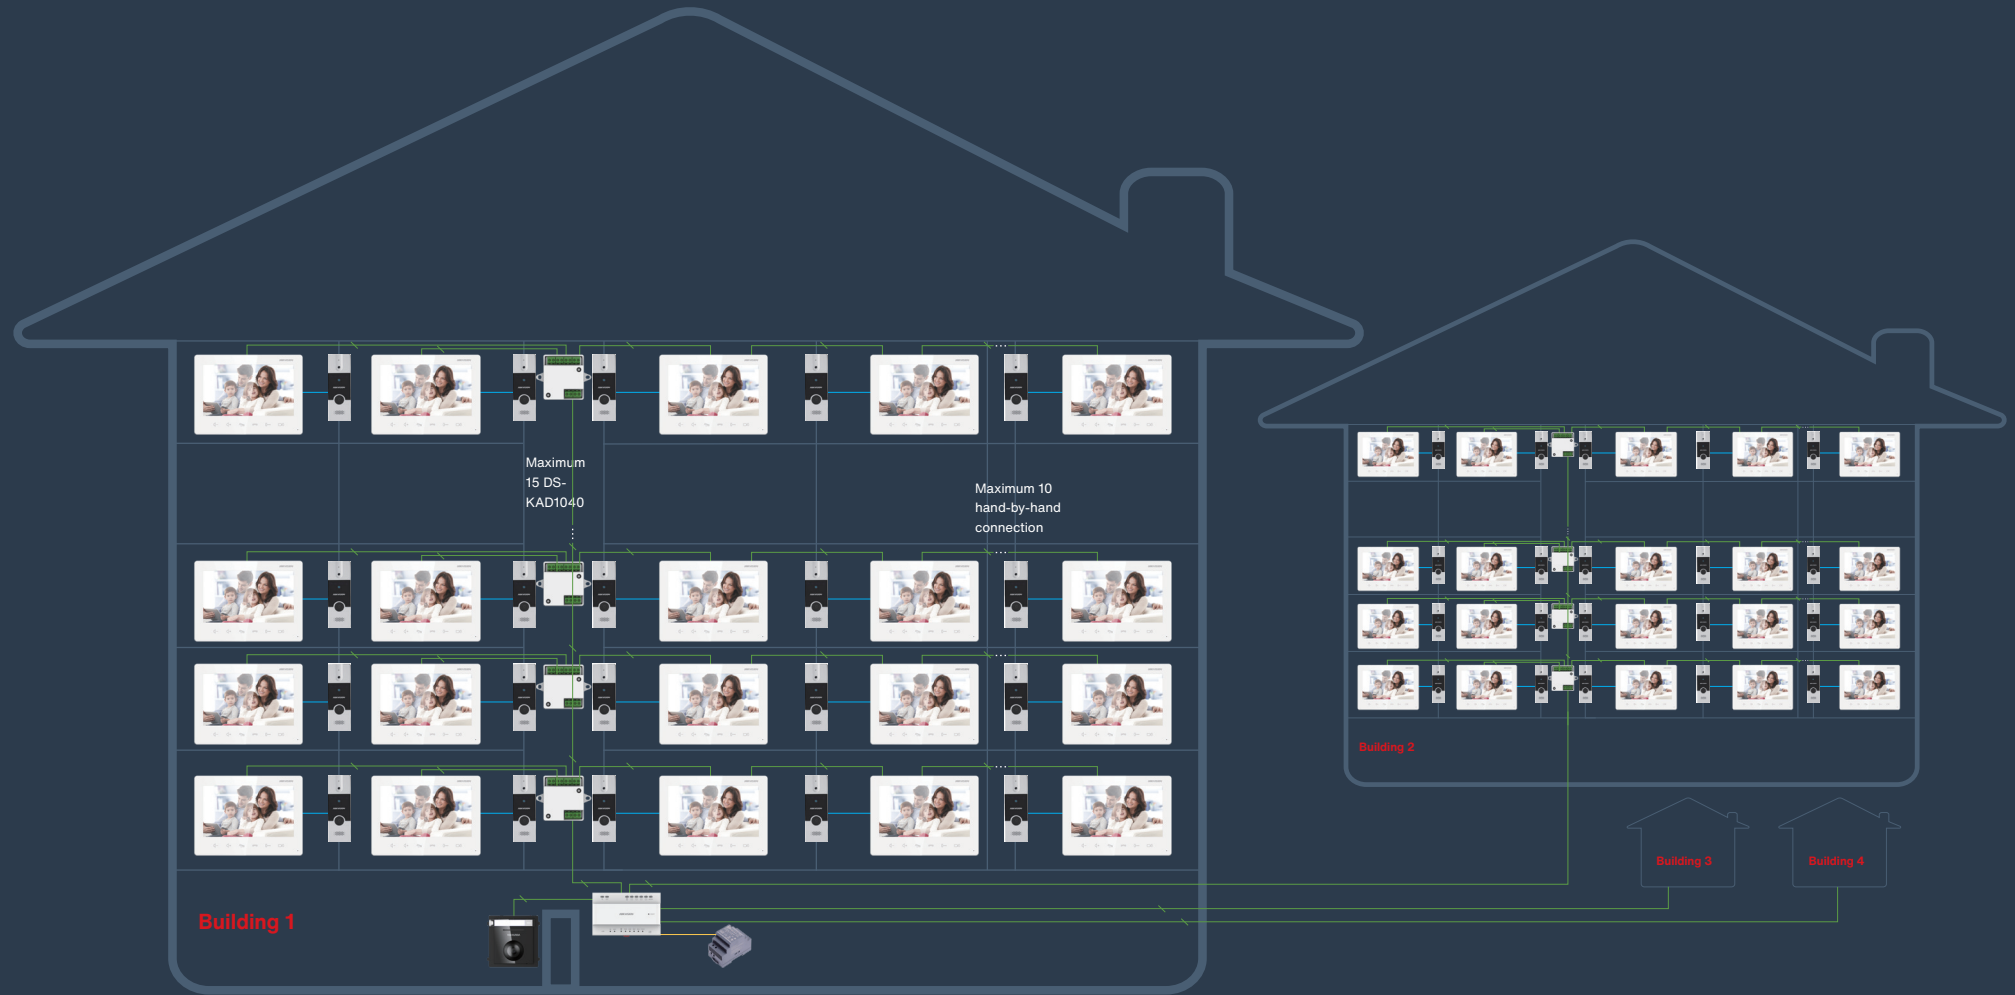 Maximum
15 DS-
KAD1040
Maximum 10
hand-by-hand
connection
Building 1
Building 2
Building 3
Building 4